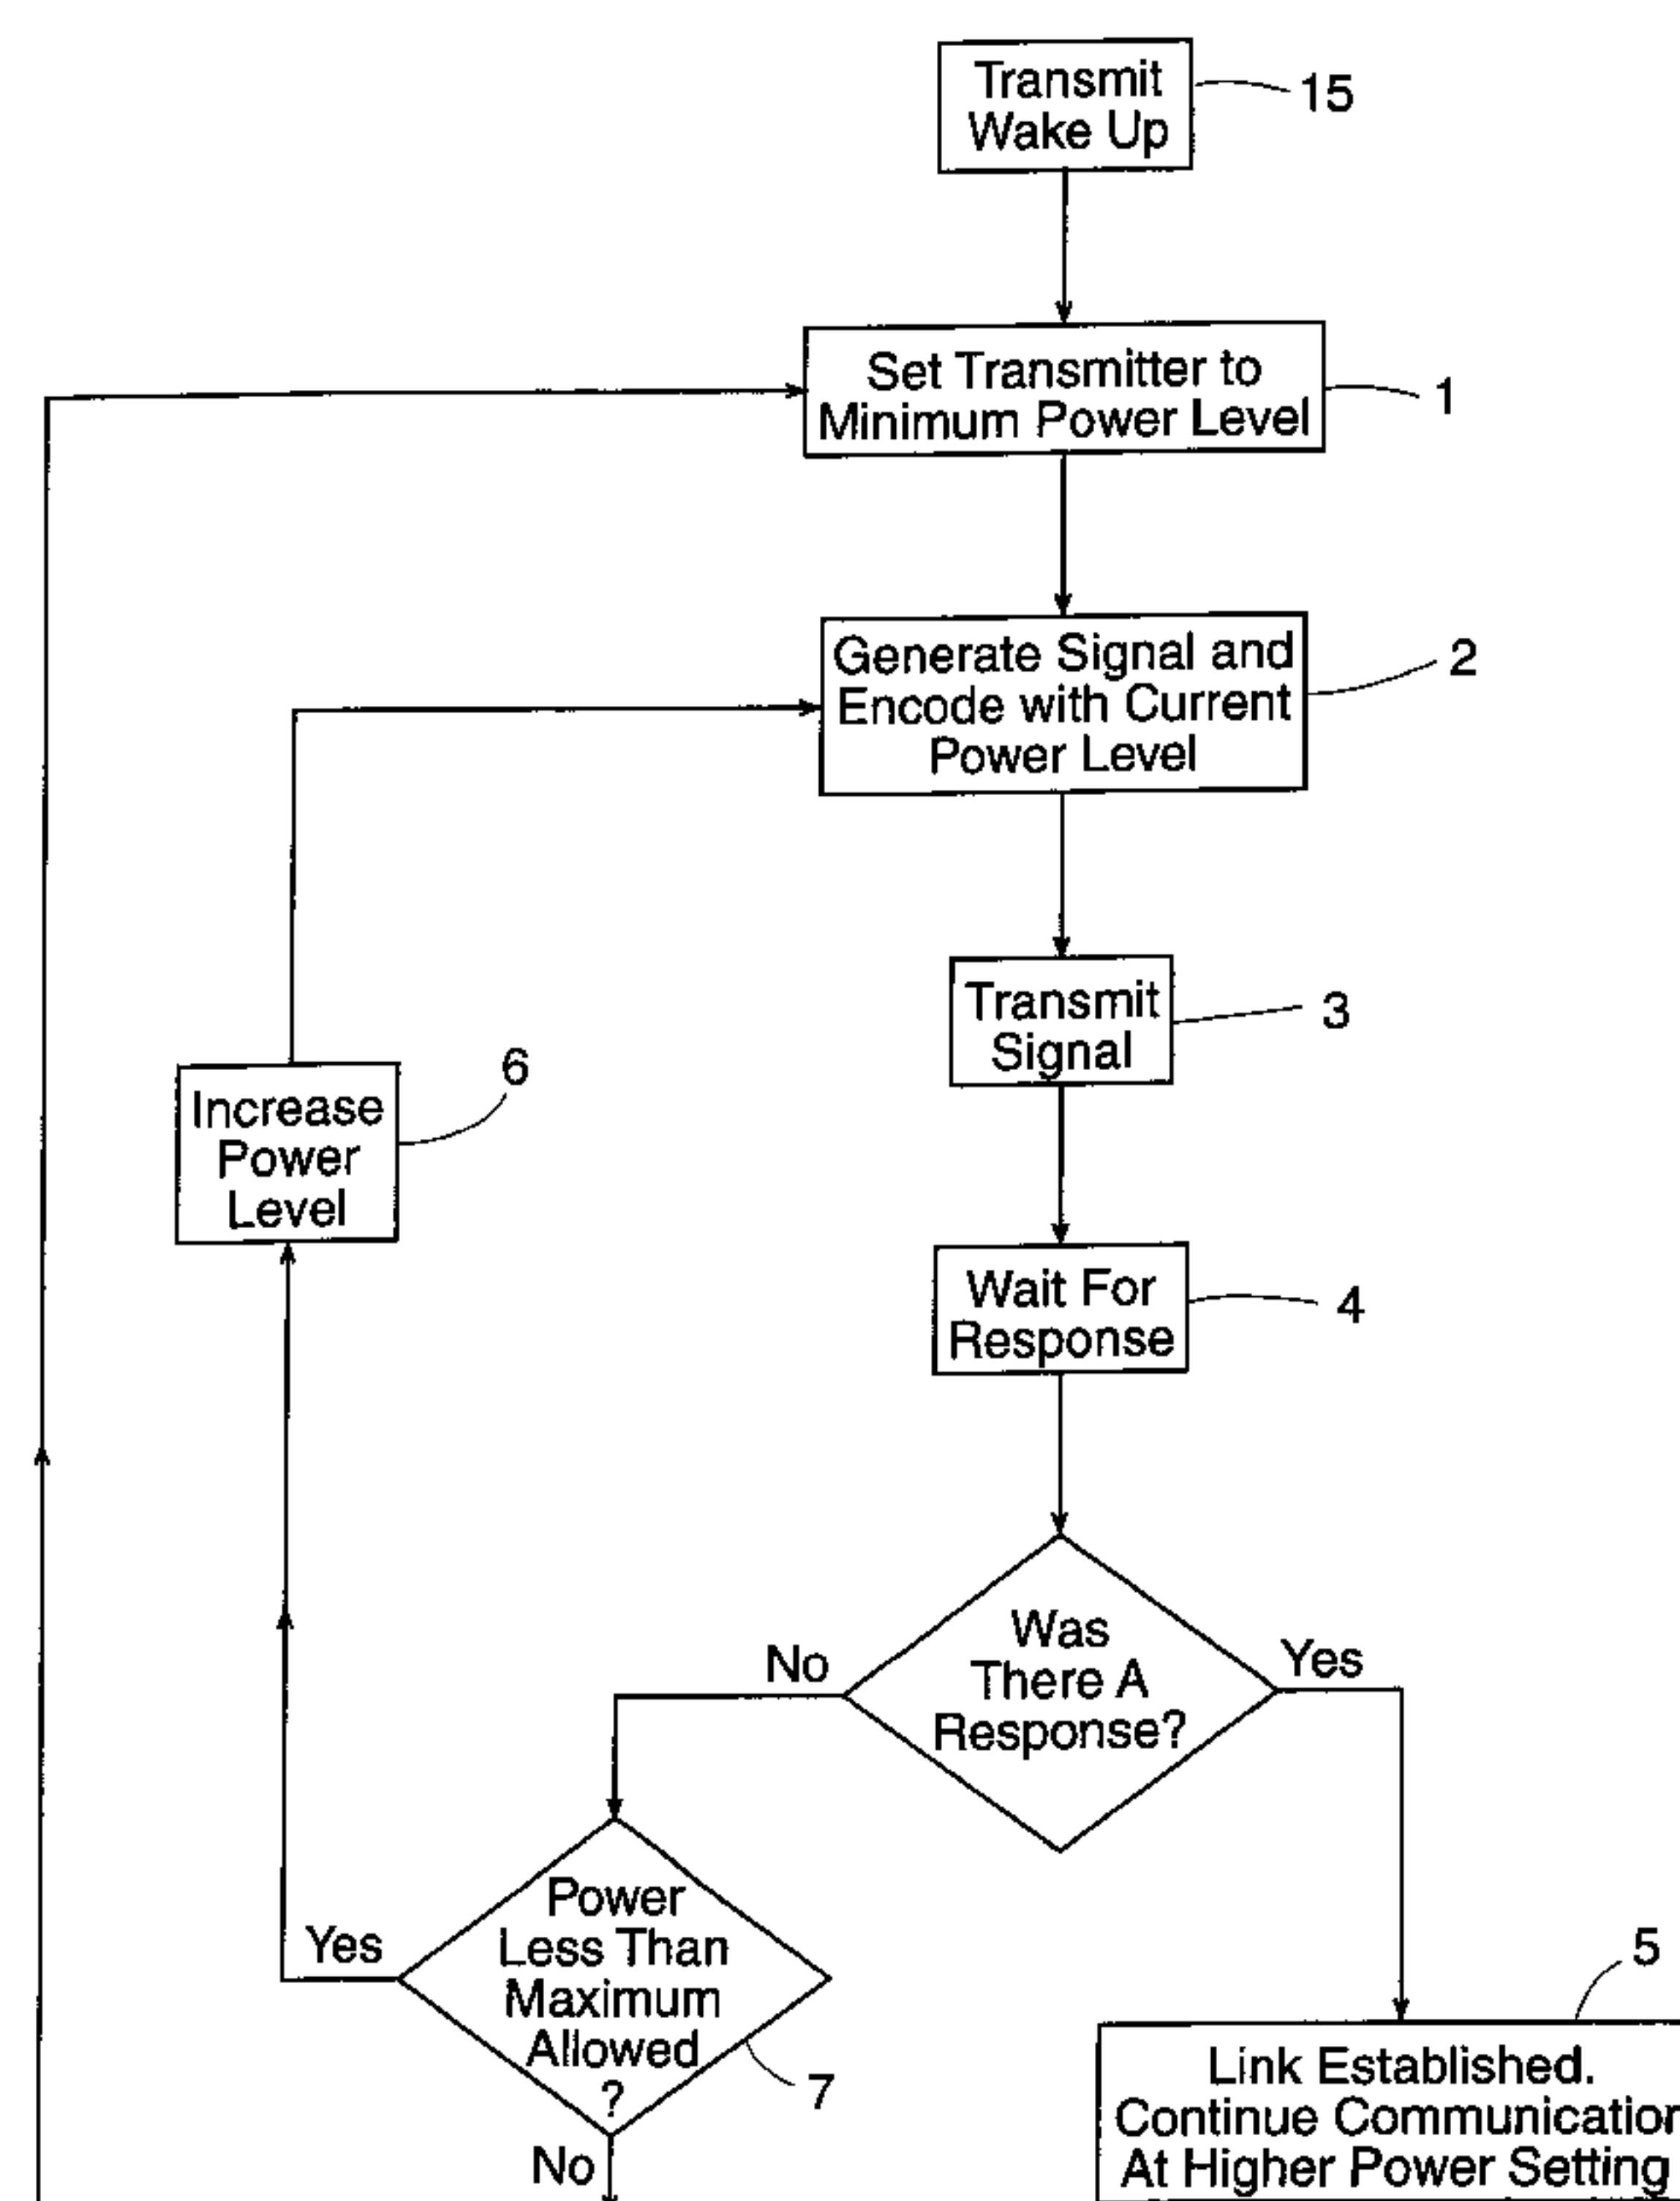 Transmit
Wake Up
15
Set Transmitter to
Minimum Power Level
1
Generate Signal and
Encode with Current
Power Level
2
Transmit
Signal
3
Increase
Power
Level
6
Wait For
Response
4
Was
There A
Response?
No
Yes
Power
Less Than
Maximum
Allowed
?
Yes
7
No
5
Link Established.
Continue Communication
At Higher Power Setting